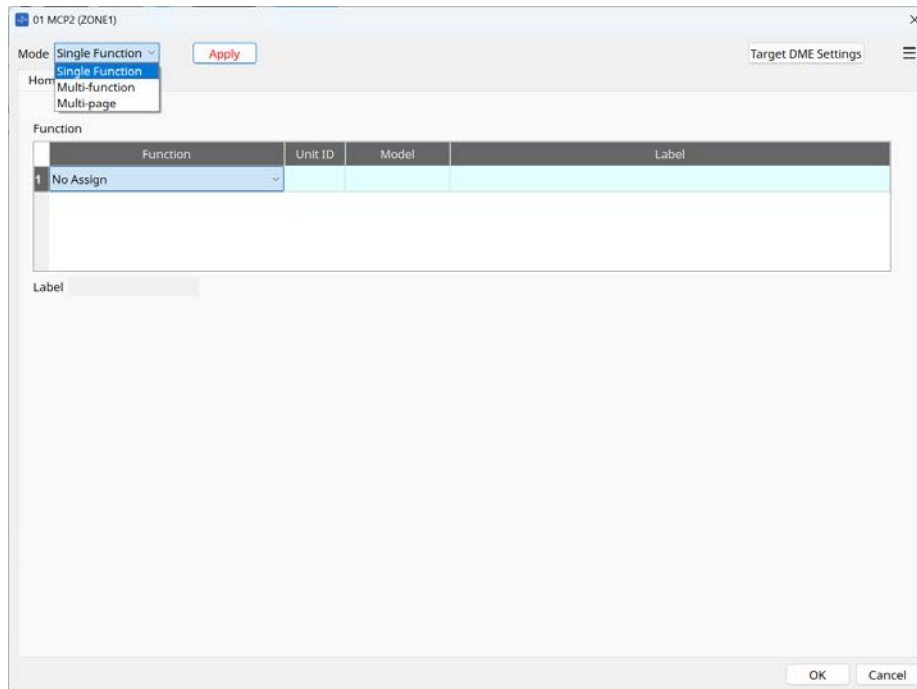 01 MCP2 (ZONE1)
Mode Single Function Apply Target DME Settings
Single Function
Multi-function
Multi-page
Function
Function Unit ID Model Label
1 No Assign
Label
OK Cancel